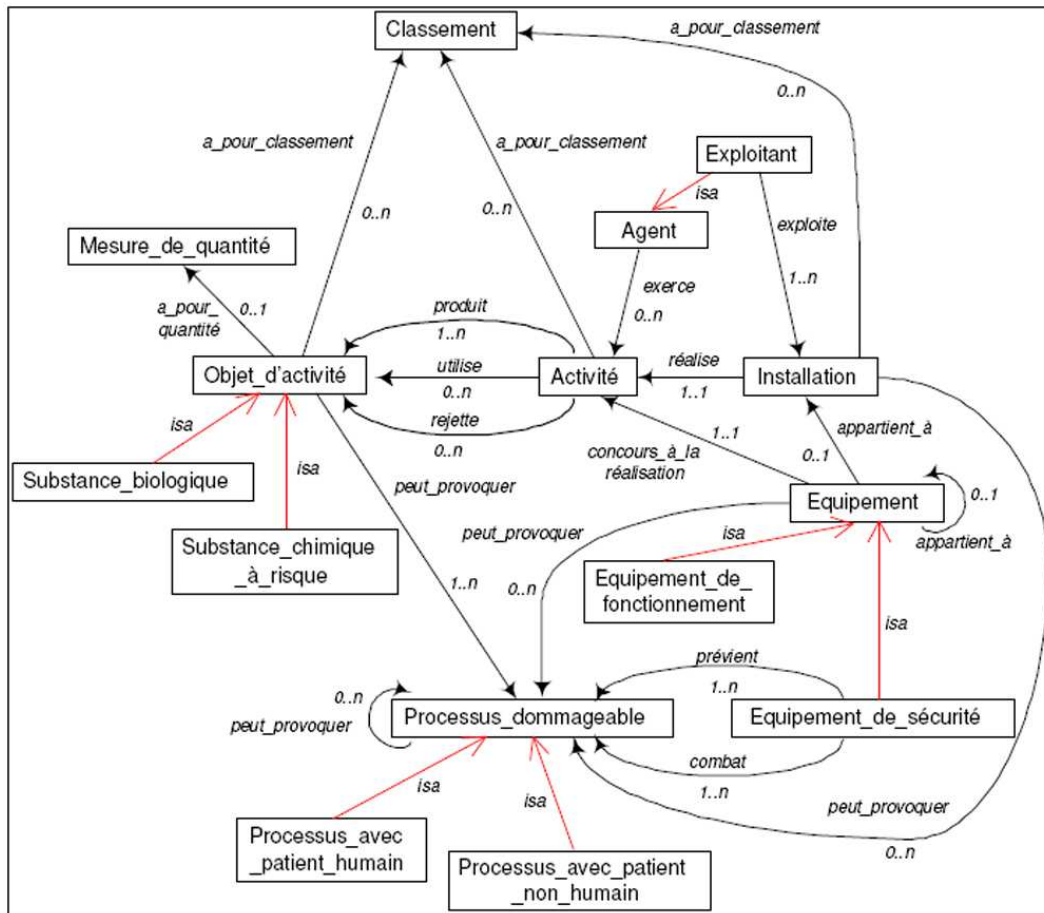 Classement
a_pour_classement
0..n
a_pour_classement
a_pour_classement
Exploitant
isa
0..n
0..n
Agent
exploite
Mesure_de_quantité
a_pour_
quantité
0..1
exerce
0..n
1..n
produit
1..n
Objet_d'activité
utilise
0..n
Activité
réalise
1..1
Installation
rejette
0..n
isa
isa
1..1
concours_à_la
réalisation
appartient_à
0..1
Substance_biologique
peut_provoquer
Equipement
0..1
appartient_à
Substance_chimique
_à_risque
peut_provoquer
isa
1..n
0..n
Equipement_de_
fonctionnement
isa
prévient
1..n
0..n
peut_provoquer
Processus_dommageable
Equipement_de_sécurité
combat
1..n
isa
isa
peut_provoquer
0..n
Processus_avec
_patient_humain
Processus_avec_patient
_non_humain